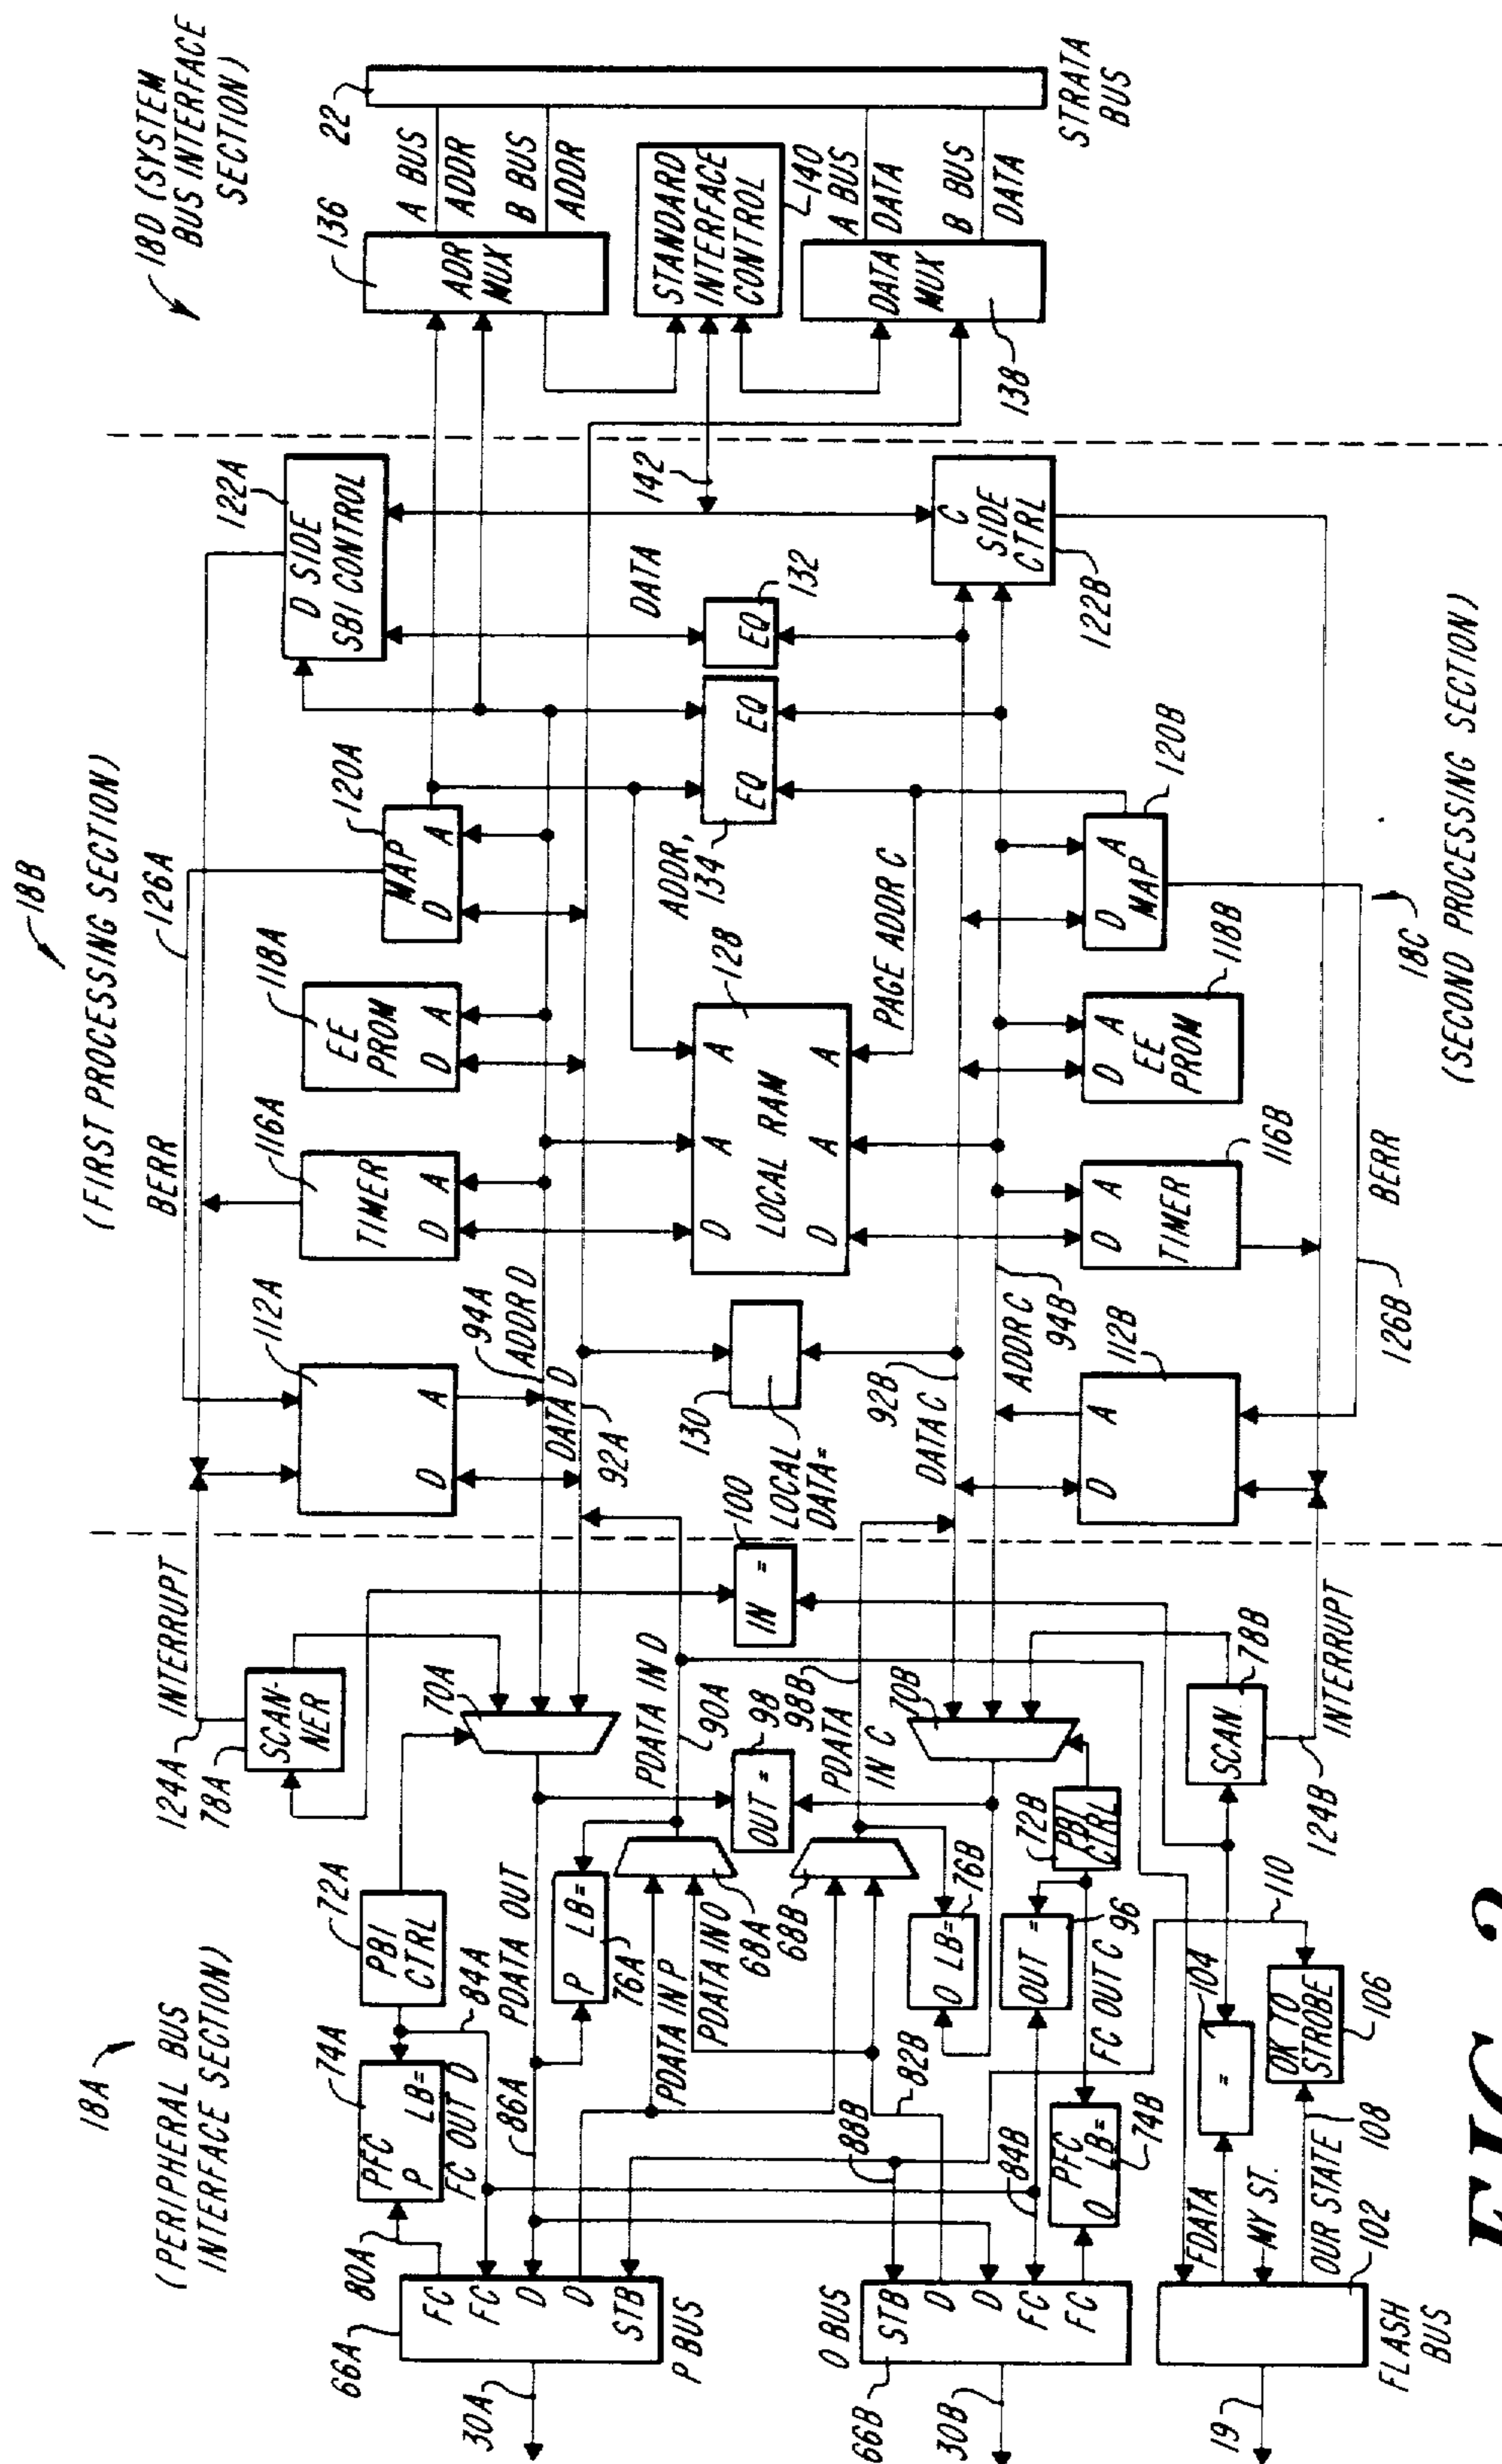 18A
(PERIPHERAL BUS
INTERFACE SECTION)
18B
(FIRST PROCESSING SECTION)
18D (SYSTEM
BUS INTERFACE
SECTION)
124A
INTERRUPT
78A
SCAN-
NER
126A
BERR
112A
D A
116A
TIMER
D A
118A
EE
PROM
D A
120A
MAP
D A
122A
D SIDE
SBI CONTROL
136
ADR
MUX
A BUS
ADDR
B BUS
ADDR
22
STRATA
BUS
72A
PBI
CTRL
84A
74A
PFC
P LB=
FC OUT D
86A
PDATA OUT
70A
94A
ADDR D
DATA D
92A
80A
66A
FC
FC
D
D
STB
P BUS
30A
P LB=
76A
PDATA IN P
PDATA IN O
68A
68B
PDATA IN D
90A
OUT =
98
98B
PDATA
IN C
IN =
100
130
LOCAL
DATA=
128
LOCAL RAM
D A A
D A A
ADDR,
134
EQ EQ
DATA
132
EQ
142
STANDARD
INTERFACE
CONTROL
140
A BUS
DATA
B BUS
DATA
DATA
MUX
138
PAGE ADDR C
92B
DATA C
ADDR C
94B
88B
82B
O LB=
76B
70B
72B
PBI
CTRL
OUT =
96
FC OUT C
84B
O BUS
66B
STB
D
D
FC
FC
30B
PFC
O LB=
74B
112B
D A
116B
D A
TIMER
118B
D A
EE
PROM
120B
D A
MAP
C
SIDE
CTRL
122B
BERR
126B
78B
SCAN
INTERRUPT
124B
104
=
110
OK TO
STROBE
106
FDATA
MY ST.
OUR STATE
108
102
FLASH
BUS
19
18C
(SECOND PROCESSING SECTION)